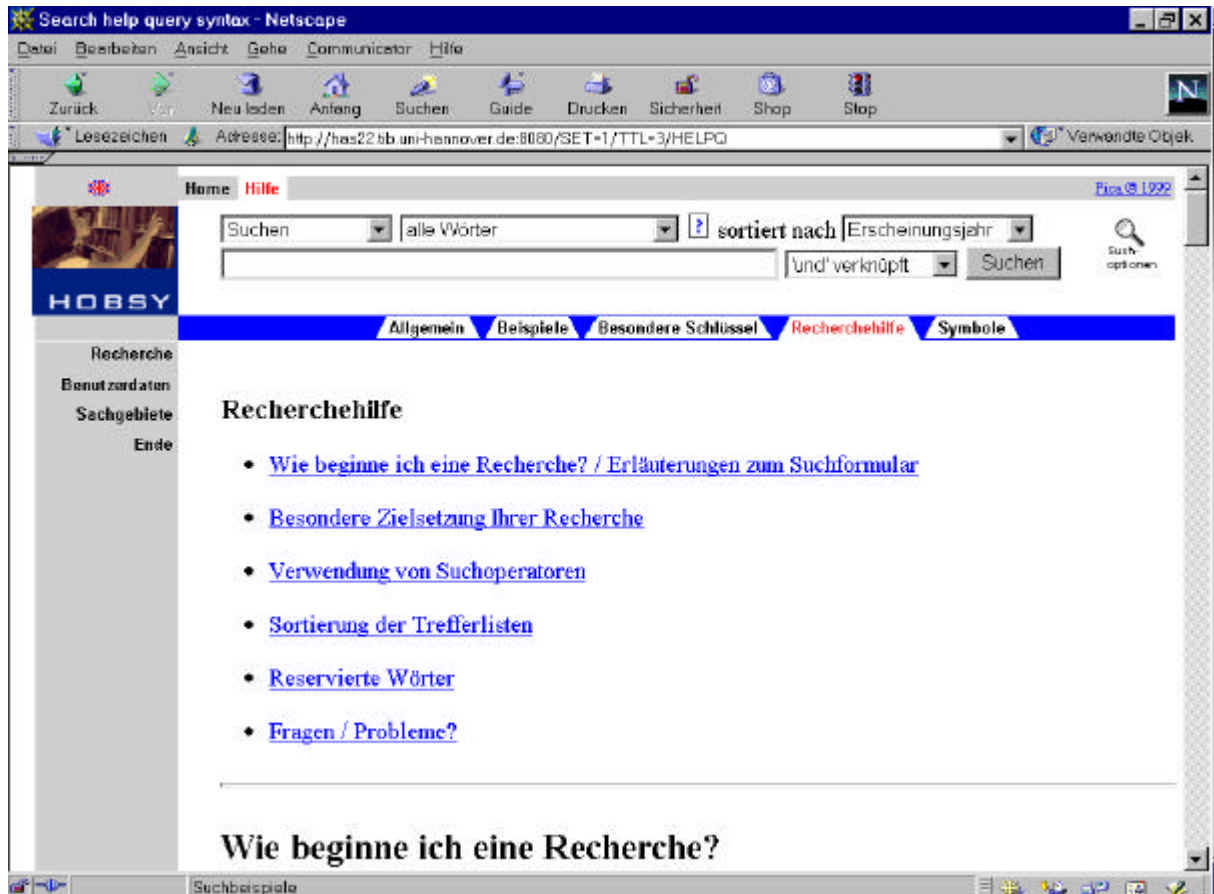 Search help query syntax - Netscape
Datei Bearbeiten Ansicht Gehe Communicator Hilfe
Zurück Vor Neu laden Anfang Suchen Guide Drucken Sicherheit Shop Stop
N
Lesezeichen Adresse: http://has22.tib.uni-hannover.de:8080/SET=1/TTL=3/HELPQ Verwandte Objek
Home Hilfe Pica @ 1999
Suchen alle Wörter ? sortiert nach Erscheinungsjahr
'und' verknüpft Suchen
Such-
optionen
HOBSY
Allgemein Beispiele Besondere Schlüssel Recherchehilfe Symbole
Recherche
Benutzerdaten
Sachgebiete
Ende
Recherchehilfe
• Wie beginne ich eine Recherche? / Erläuterungen zum Suchformular
• Besondere Zielsetzung Ihrer Recherche
• Verwendung von Suchoperatoren
• Sortierung der Trefferlisten
• Reservierte Wörter
• Fragen / Probleme?
Wie beginne ich eine Recherche?
Suchbeispiele